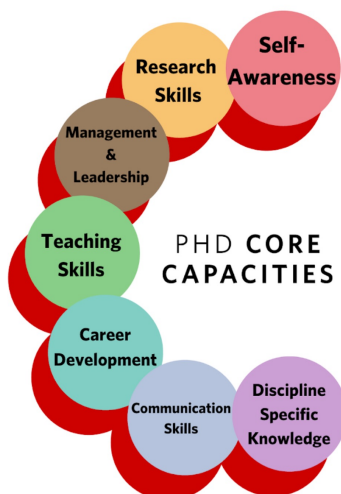 Self-
Awareness
Research
Skills
Management
&
Leadership
Teaching
Skills
PHD CORE
CAPACITIES
Career
Development
Communication
Skills
Discipline
Specific
Knowledge